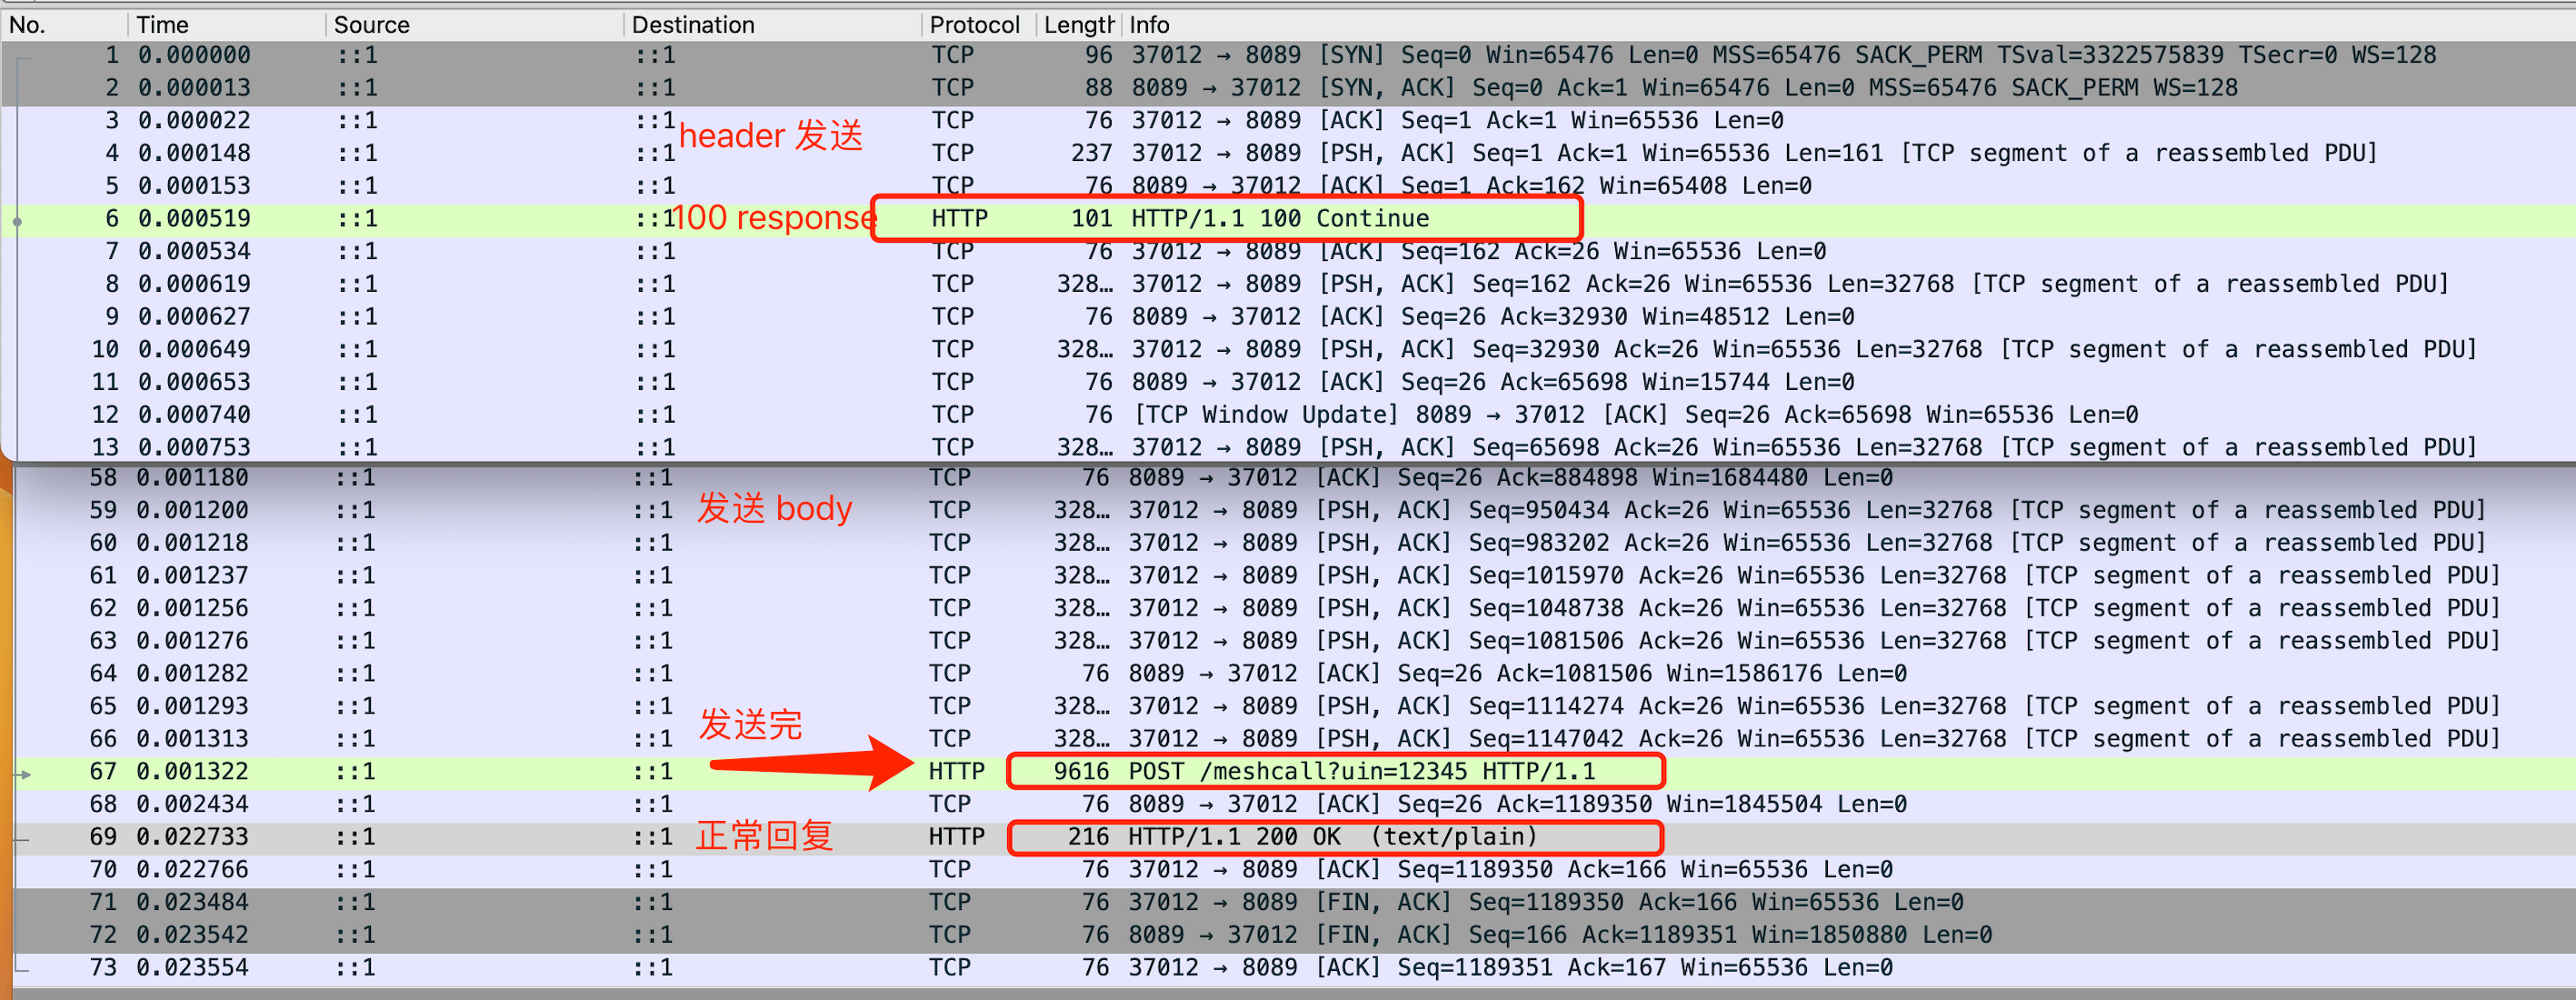 No. Time Source Destination Protocol Length Info
1 0.000000 ::1 ::1 TCP 96 37012 → 8089 [SYN] Seq=0 Win=65476 Len=0 MSS=65476 SACK_PERM TSval=3322575839 TSecr=0 WS=128
2 0.000013 ::1 ::1 TCP 88 8089 → 37012 [SYN, ACK] Seq=0 Ack=1 Win=65476 Len=0 MSS=65476 SACK_PERM WS=128
3 0.000022 ::1 ::1 TCP 76 37012 → 8089 [ACK] Seq=1 Ack=1 Win=65536 Len=0
header 发送
4 0.000148 ::1 ::1 TCP 237 37012 → 8089 [PSH, ACK] Seq=1 Ack=1 Win=65536 Len=161 [TCP segment of a reassembled PDU]
5 0.000153 ::1 ::1 TCP 76 8089 → 37012 [ACK] Seq=1 Ack=162 Win=65408 Len=0
6 0.000519 ::1 ::1 100 response HTTP 101 HTTP/1.1 100 Continue
7 0.000534 ::1 ::1 TCP 76 37012 → 8089 [ACK] Seq=162 Ack=26 Win=65536 Len=0
8 0.000619 ::1 ::1 TCP 328… 37012 → 8089 [PSH, ACK] Seq=162 Ack=26 Win=65536 Len=32768 [TCP segment of a reassembled PDU]
9 0.000627 ::1 ::1 TCP 76 8089 → 37012 [ACK] Seq=26 Ack=32930 Win=48512 Len=0
10 0.000649 ::1 ::1 TCP 328… 37012 → 8089 [PSH, ACK] Seq=32930 Ack=26 Win=65536 Len=32768 [TCP segment of a reassembled PDU]
11 0.000653 ::1 ::1 TCP 76 8089 → 37012 [ACK] Seq=26 Ack=65698 Win=15744 Len=0
12 0.000740 ::1 ::1 TCP 76 [TCP Window Update] 8089 → 37012 [ACK] Seq=26 Ack=65698 Win=65536 Len=0
13 0.000753 ::1 ::1 TCP 328… 37012 → 8089 [PSH, ACK] Seq=65698 Ack=26 Win=65536 Len=32768 [TCP segment of a reassembled PDU]
58 0.001180 ::1 ::1 TCP 76 8089 → 37012 [ACK] Seq=26 Ack=884898 Win=1684480 Len=0
59 0.001200 ::1 ::1 发送 body TCP 328… 37012 → 8089 [PSH, ACK] Seq=950434 Ack=26 Win=65536 Len=32768 [TCP segment of a reassembled PDU]
60 0.001218 ::1 ::1 TCP 328… 37012 → 8089 [PSH, ACK] Seq=983202 Ack=26 Win=65536 Len=32768 [TCP segment of a reassembled PDU]
61 0.001237 ::1 ::1 TCP 328… 37012 → 8089 [PSH, ACK] Seq=1015970 Ack=26 Win=65536 Len=32768 [TCP segment of a reassembled PDU]
62 0.001256 ::1 ::1 TCP 328… 37012 → 8089 [PSH, ACK] Seq=1048738 Ack=26 Win=65536 Len=32768 [TCP segment of a reassembled PDU]
63 0.001276 ::1 ::1 TCP 328… 37012 → 8089 [PSH, ACK] Seq=1081506 Ack=26 Win=65536 Len=32768 [TCP segment of a reassembled PDU]
64 0.001282 ::1 ::1 TCP 76 8089 → 37012 [ACK] Seq=26 Ack=1081506 Win=1586176 Len=0
65 0.001293 ::1 ::1 TCP 328… 37012 → 8089 [PSH, ACK] Seq=1114274 Ack=26 Win=65536 Len=32768 [TCP segment of a reassembled PDU]
发送完
66 0.001313 ::1 ::1 TCP 328… 37012 → 8089 [PSH, ACK] Seq=1147042 Ack=26 Win=65536 Len=32768 [TCP segment of a reassembled PDU]
67 0.001322 ::1 ::1 HTTP 9616 POST /meshcall?uin=12345 HTTP/1.1
68 0.002434 ::1 ::1 TCP 76 8089 → 37012 [ACK] Seq=26 Ack=1189350 Win=1845504 Len=0
69 0.022733 ::1 ::1 正常回复 HTTP 216 HTTP/1.1 200 OK (text/plain)
70 0.022766 ::1 ::1 TCP 76 37012 → 8089 [ACK] Seq=1189350 Ack=166 Win=65536 Len=0
71 0.023484 ::1 ::1 TCP 76 37012 → 8089 [FIN, ACK] Seq=1189350 Ack=166 Win=65536 Len=0
72 0.023542 ::1 ::1 TCP 76 8089 → 37012 [FIN, ACK] Seq=166 Ack=1189351 Win=1850880 Len=0
73 0.023554 ::1 ::1 TCP 76 37012 → 8089 [ACK] Seq=1189351 Ack=167 Win=65536 Len=0